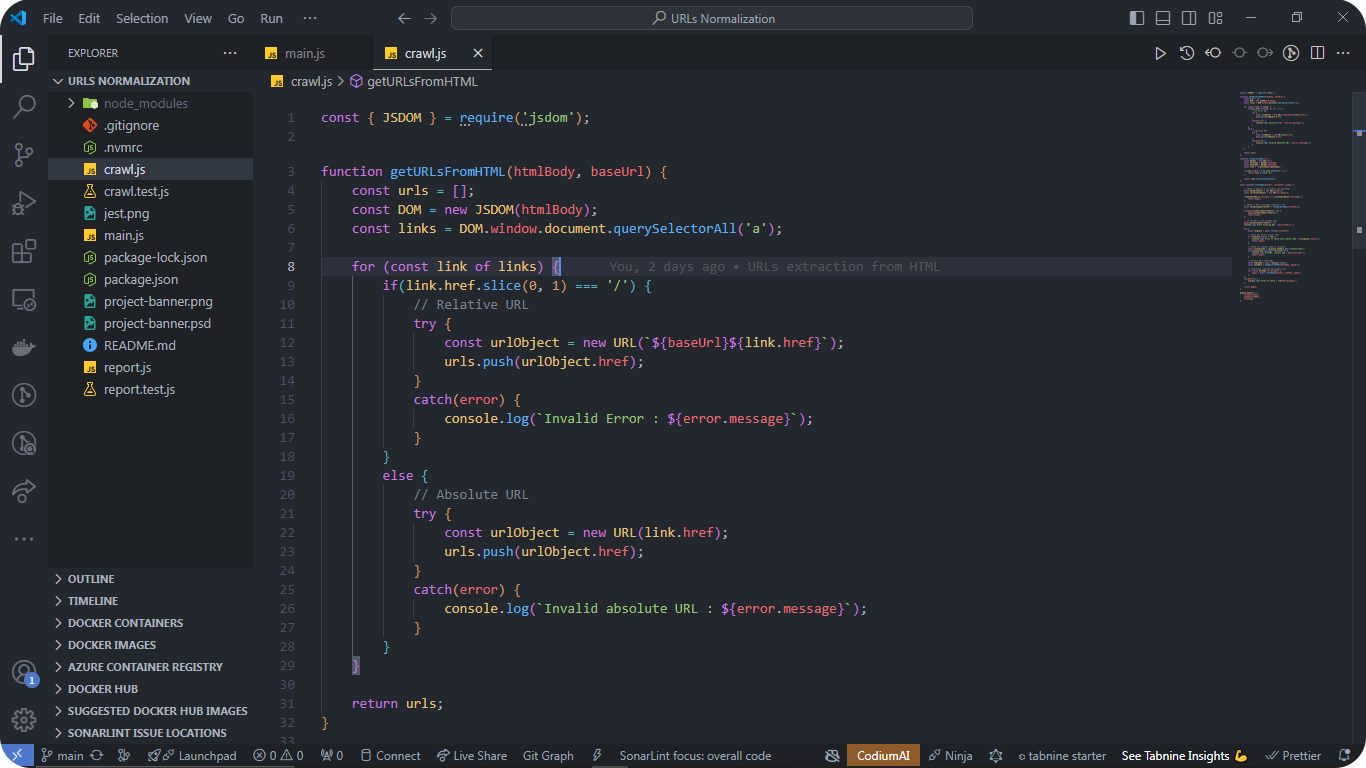 File Edit Selection View Go Run ···
URLs Normalization
EXPLORER
URLS NORMALIZATION
node_modules
.gitignore
.nvmrc
crawl.js
crawl.test.js
jest.png
main.js
package-lock.json
package.json
project-banner.png
project-banner.psd
README.md
report.js
report.test.js
OUTLINE
TIMELINE
DOCKER CONTAINERS
DOCKER IMAGES
AZURE CONTAINER REGISTRY
DOCKER HUB
SUGGESTED DOCKER HUB IMAGES
SONARLINT ISSUE LOCATIONS
1
JS main.js JS crawl.js
JS crawl.js > getURLsFromHTML
1 const { JSDOM } = require('jsdom');
2
3 function getURLsFromHTML(htmlBody, baseUrl) {
4 const urls = [];
5 const DOM = new JSDOM(htmlBody);
6 const links = DOM.window.document.querySelectorAll('a');
7
8 for (const link of links) { You, 2 days ago • URLs extraction from HTML
9 if(link.href.slice(0, 1) === '/') {
10 // Relative URL
11 try {
12 const urlObject = new URL(`${baseUrl}${link.href}`);
13 urls.push(urlObject.href);
14 }
15 catch(error) {
16 console.log(`Invalid Error : ${error.message}`);
17 }
18 }
19 else {
20 // Absolute URL
21 try {
22 const urlObject = new URL(link.href);
23 urls.push(urlObject.href);
24 }
25 catch(error) {
26 console.log(`Invalid absolute URL : ${error.message}`);
27 }
28 }
29 }
30
31 return urls;
32 }
33
main Launchpad 0 0 0 Connect Live Share Git Graph SonarLint focus: overall code CodiumAI Ninja tabnine starter See Tabnine Insights 💪 Prettier